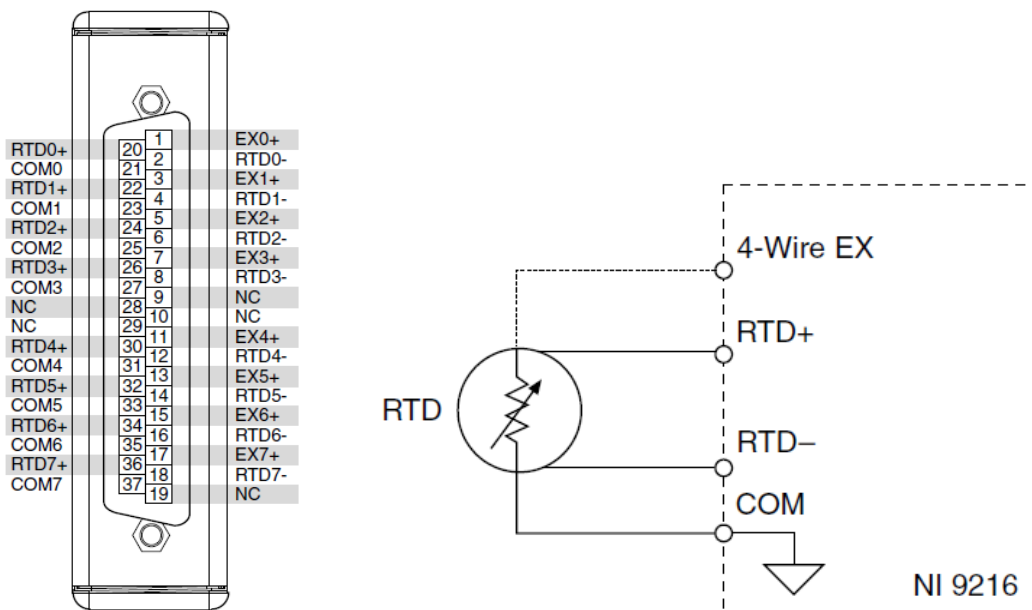 RTD0+ 20 1 EX0+
COM0 21 2 RTD0-
RTD1+ 22 3 EX1+
COM1 23 4 RTD1-
RTD2+ 24 5 EX2+
COM2 25 6 RTD2-
RTD3+ 26 7 EX3+
COM3 27 8 RTD3-
NC 28 9 NC
NC 29 10 NC
RTD4+ 30 11 EX4+
COM4 31 12 RTD4-
RTD5+ 32 13 EX5+
COM5 33 14 RTD5-
RTD6+ 34 15 EX6+
COM6 35 16 RTD6-
RTD7+ 36 17 EX7+
COM7 37 18 RTD7-
19 NC
4-Wire EX
RTD+
RTD
RTD–
COM
NI 9216